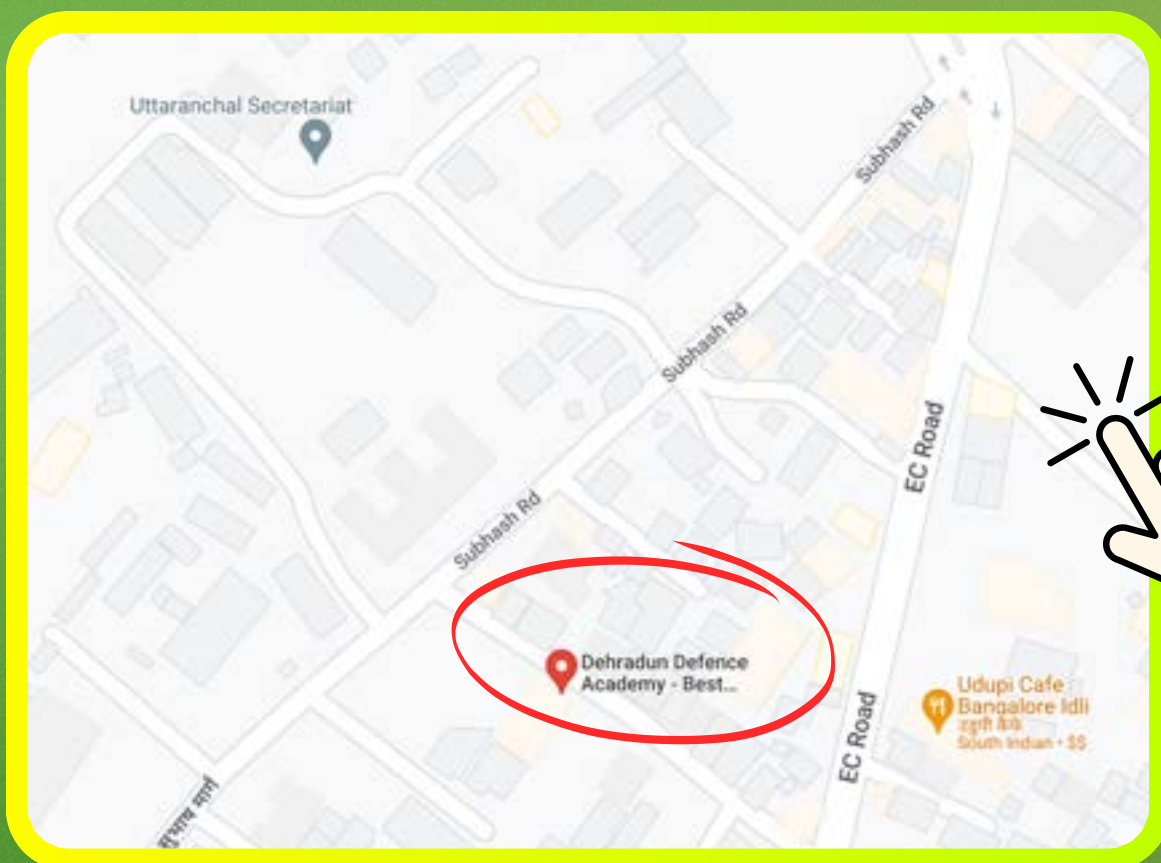 Uttaranchal Secretariat
Subhash Rd
Subhash Rd
EC Road
Subhash Rd
Dehradun Defence
Academy - Best...
Udupi Cafe
Bangalore Idli
South Indian · $$
EC Road